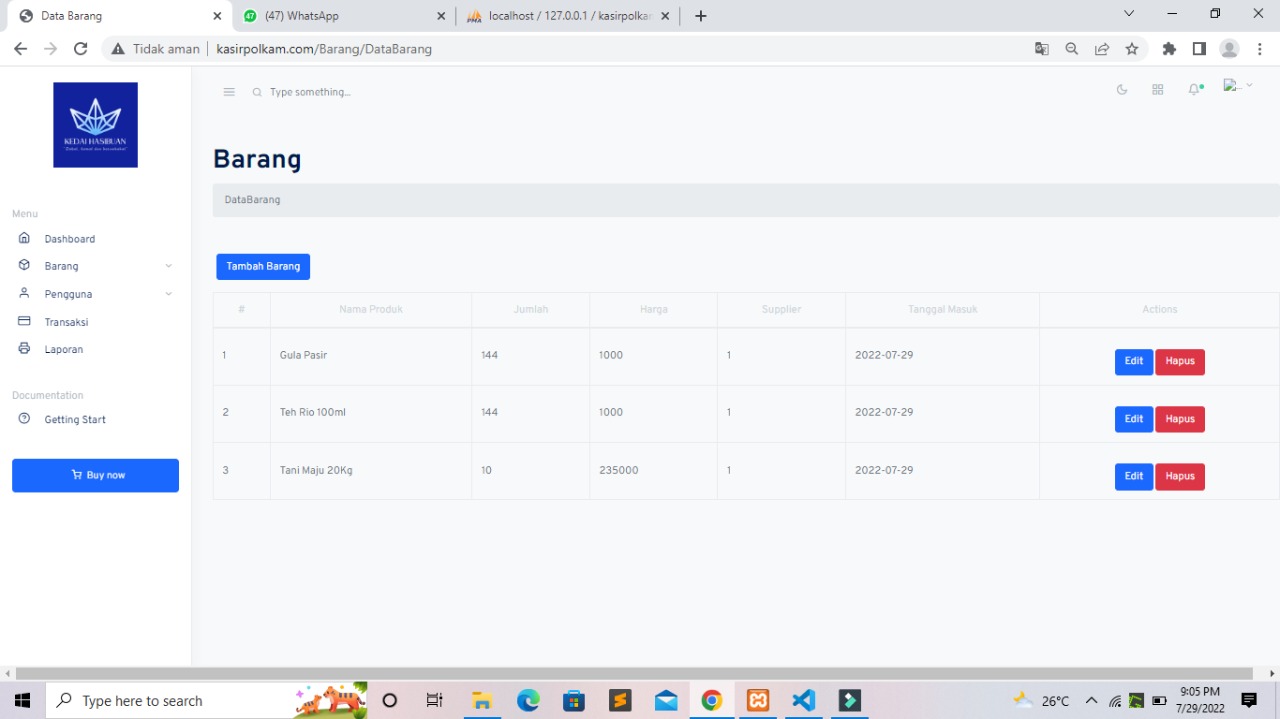 Data Barang
47
(47) WhatsApp
PMA
localhost / 127.0.0.1 / kasirpolkam
Tidak aman
kasirpolkam.com/Barang/DataBarang
KEDAI HASIBUAN
Type something...
Barang
DataBarang
Menu
Dashboard
Barang
Pengguna
Transaksi
Laporan
Documentation
Getting Start
Buy now
Tambah Barang
# Nama Produk Jumlah Harga Supplier Tanggal Masuk Actions
1 Gula Pasir 144 1000 1 2022-07-29 Edit Hapus
2 Teh Rio 100ml 144 1000 1 2022-07-29 Edit Hapus
3 Tani Maju 20Kg 10 235000 1 2022-07-29 Edit Hapus
Type here to search
26°C
9:05 PM
7/29/2022